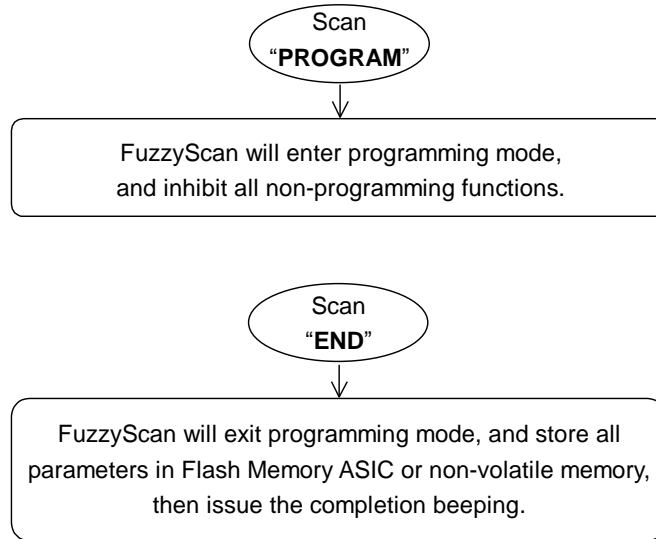 Scan
“PROGRAM”
FuzzyScan will enter programming mode,
and inhibit all non-programming functions.
Scan
“END”
FuzzyScan will exit programming mode, and store all
parameters in Flash Memory ASIC or non-volatile memory,
then issue the completion beeping.